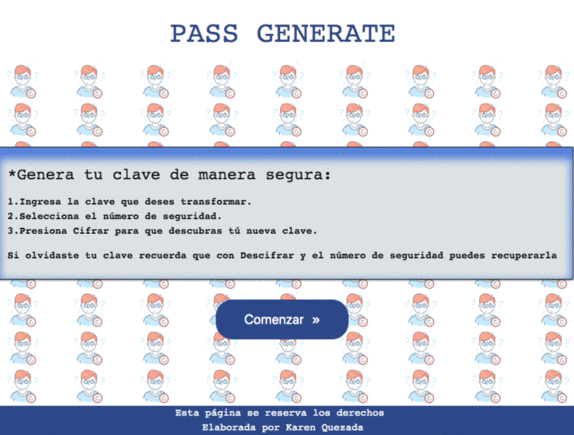 PASS GENERATE
*Genera tu clave de manera segura:
1.Ingresa la clave que deses transformar.
2.Selecciona el número de seguridad.
3.Presiona Cifrar para que descubras tú nueva clave.
Si olvidaste tu clave recuerda que con Descifrar y el número de seguridad puedes recuperarla
Comenzar »
Esta página se reserva los derechos
Elaborada por Karen Quezada